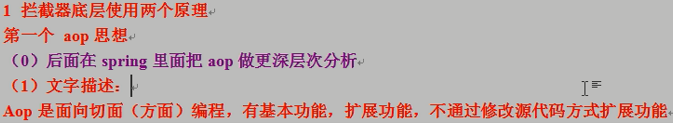 1 拦截器底层使用两个原理
第一个 aop 思想
（0）后面在 spring 里面把 aop 做更深层次分析
（1）文字描述：
Aop 是面向切面（方面）编程，有基本功能，扩展功能，不通过修改源代码方式扩展功能